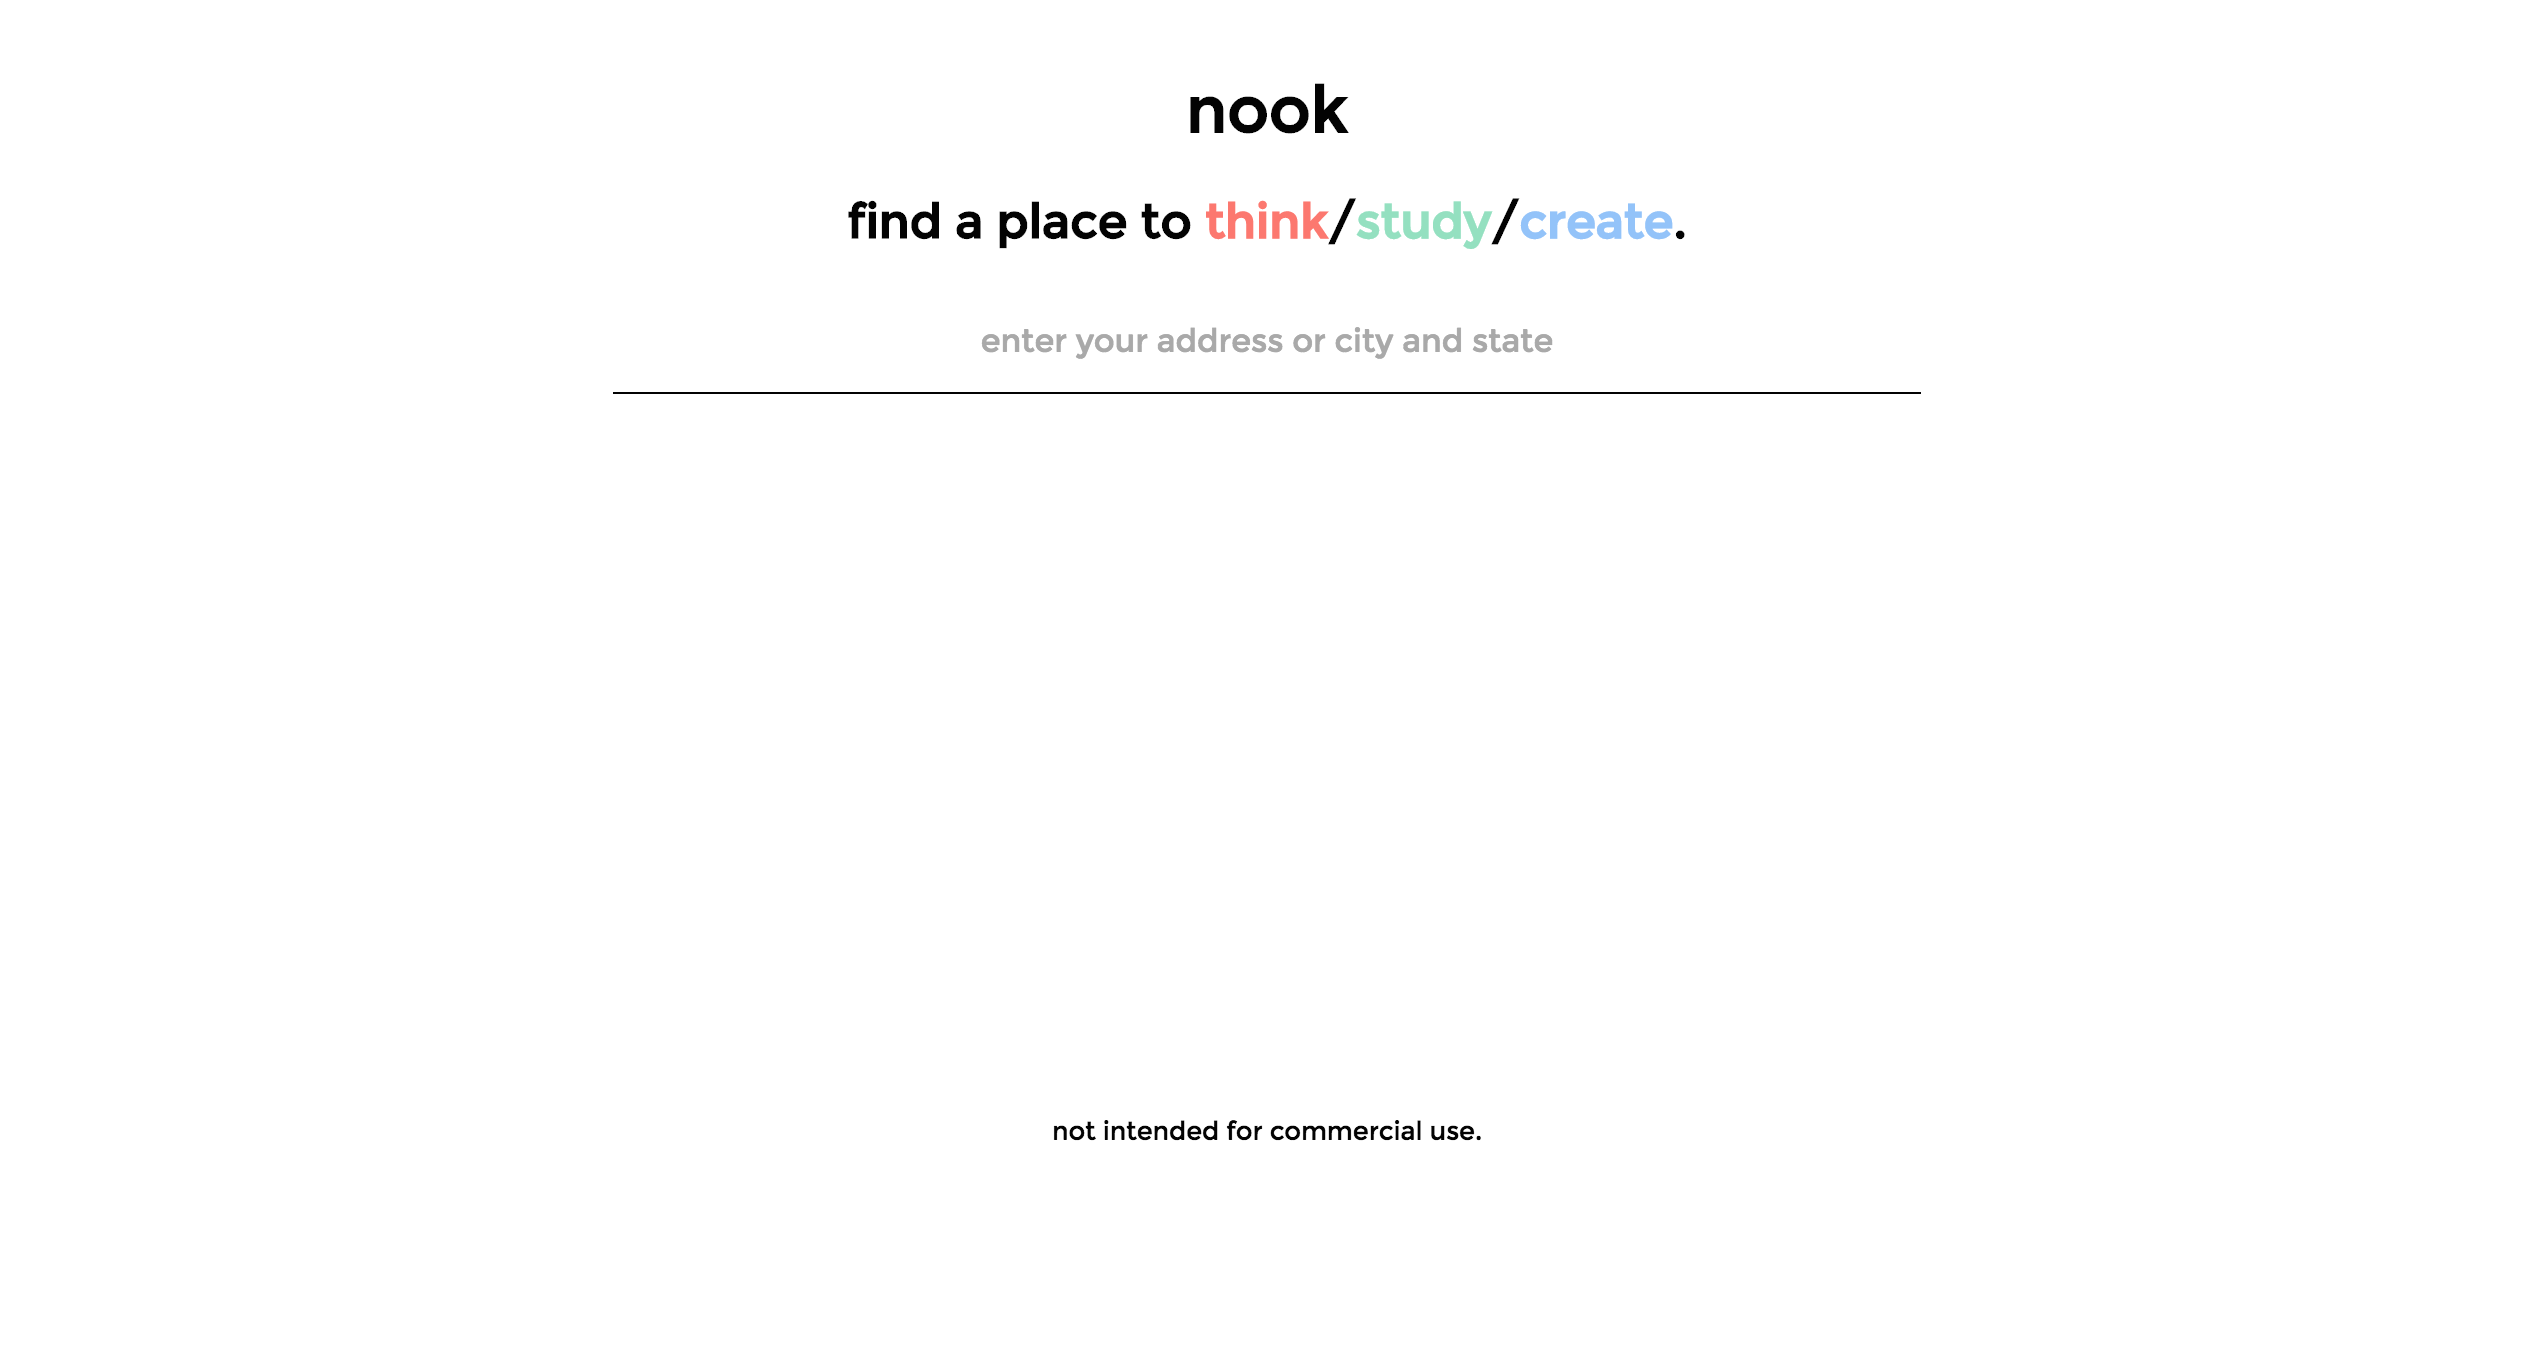 nook
find a place to think/study/create.
enter your address or city and state
not intended for commercial use.